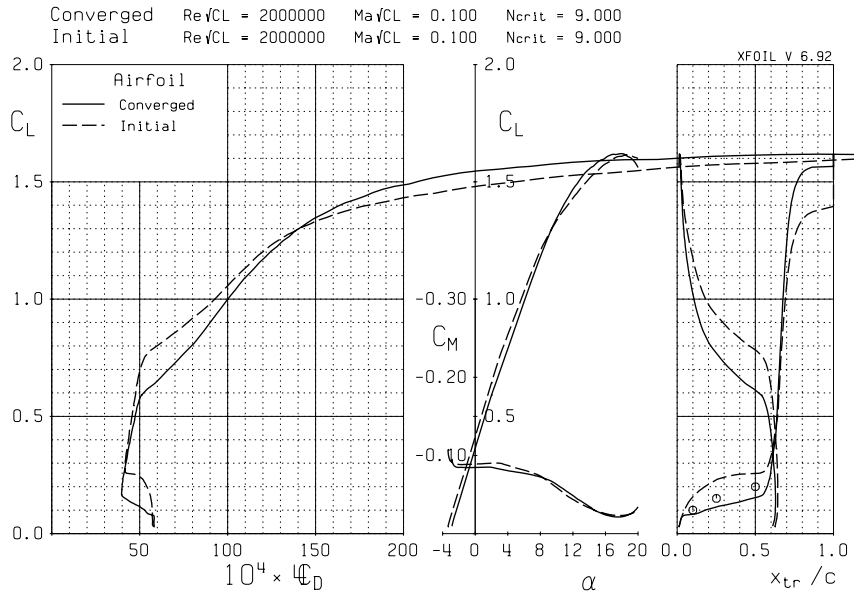 Converged Re√CL = 2000000 Ma√CL = 0.100 Ncrit = 9.000
Initial Re√CL = 2000000 Ma√CL = 0.100 Ncrit = 9.000
XFOIL V 6.92
Airfoil
Converged
Initial
2.0
CL
1.5
1.0
0.5
0.0
50 100 150 200
10^4 × CD
2.0
CL
1.5
1.0
0.5
-0.30
CM
-0.20
-0.10
-4 0 4 8 12 16 20
α
0.0 0.5 1.0
xtr /c